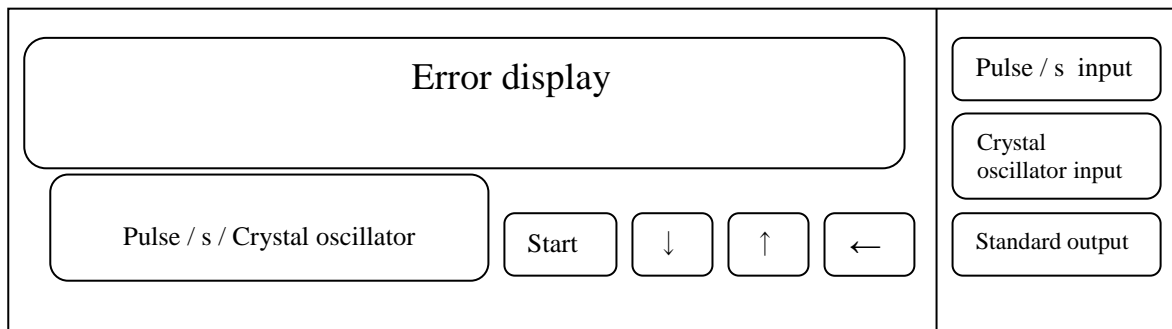 Error display
Pulse / s input
Crystal
oscillator input
Pulse / s / Crystal oscillator
Start
↓
↑
←
Standard output